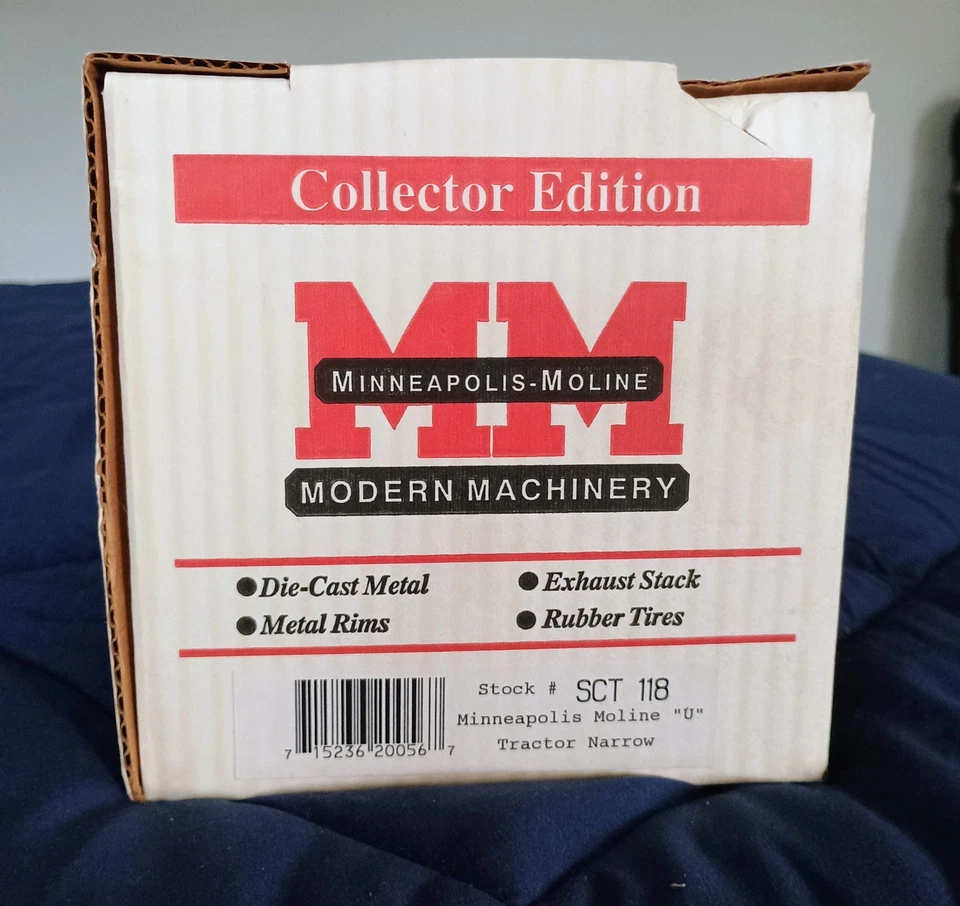 Collector Edition
MM
MINNEAPOLIS-MOLINE
MODERN MACHINERY
● Die-Cast Metal ● Exhaust Stack
● Metal Rims ● Rubber Tires
Stock # SCT 118
Minneapolis Moline "U"
Tractor Narrow
7 15236 20056 7